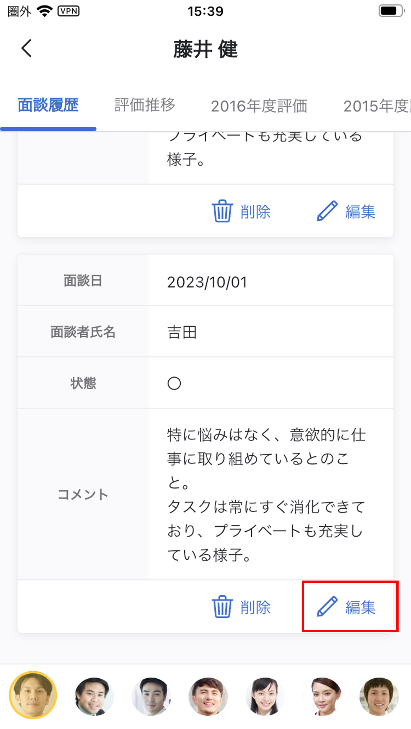 圏外 VPN 15:39
藤井 健
面談履歴 評価推移 2016年度評価 2015年度
プライベートも充実している
様子。
削除 編集
面談日 2023/10/01
面談者氏名 吉田
状態 〇
コメント
特に悩みはなく、意欲的に仕
事に取り組めているとのこ
と。
タスクは常にすぐ消化できて
おり、プライベートも充実し
ている様子。
削除 編集